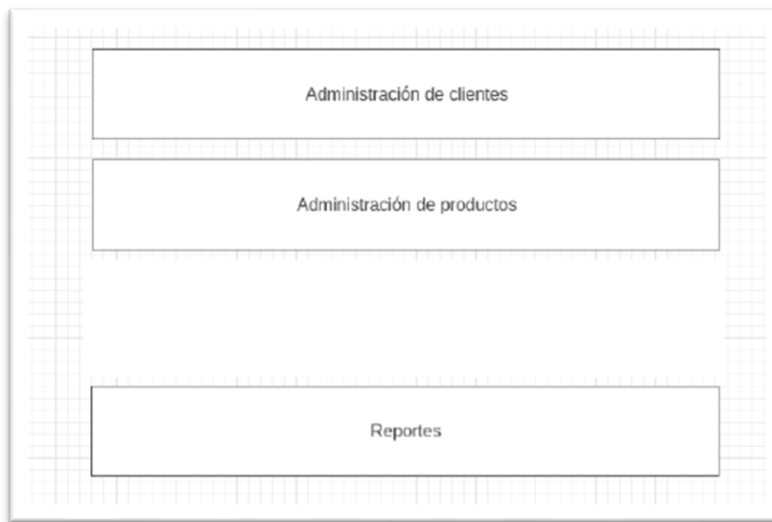 Administración de clientes
Administración de productos
Reportes